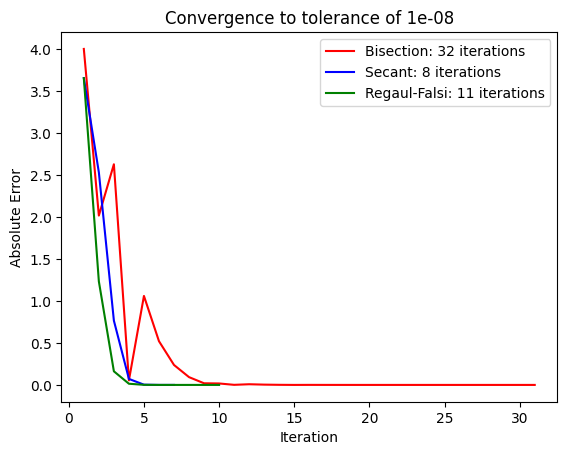 Convergence to tolerance of 1e-08
Bisection: 32 iterations
Secant: 8 iterations
Regaul-Falsi: 11 iterations
Absolute Error
4.0
3.5
3.0
2.5
2.0
1.5
1.0
0.5
0.0
0 5 10 15 20 25 30
Iteration